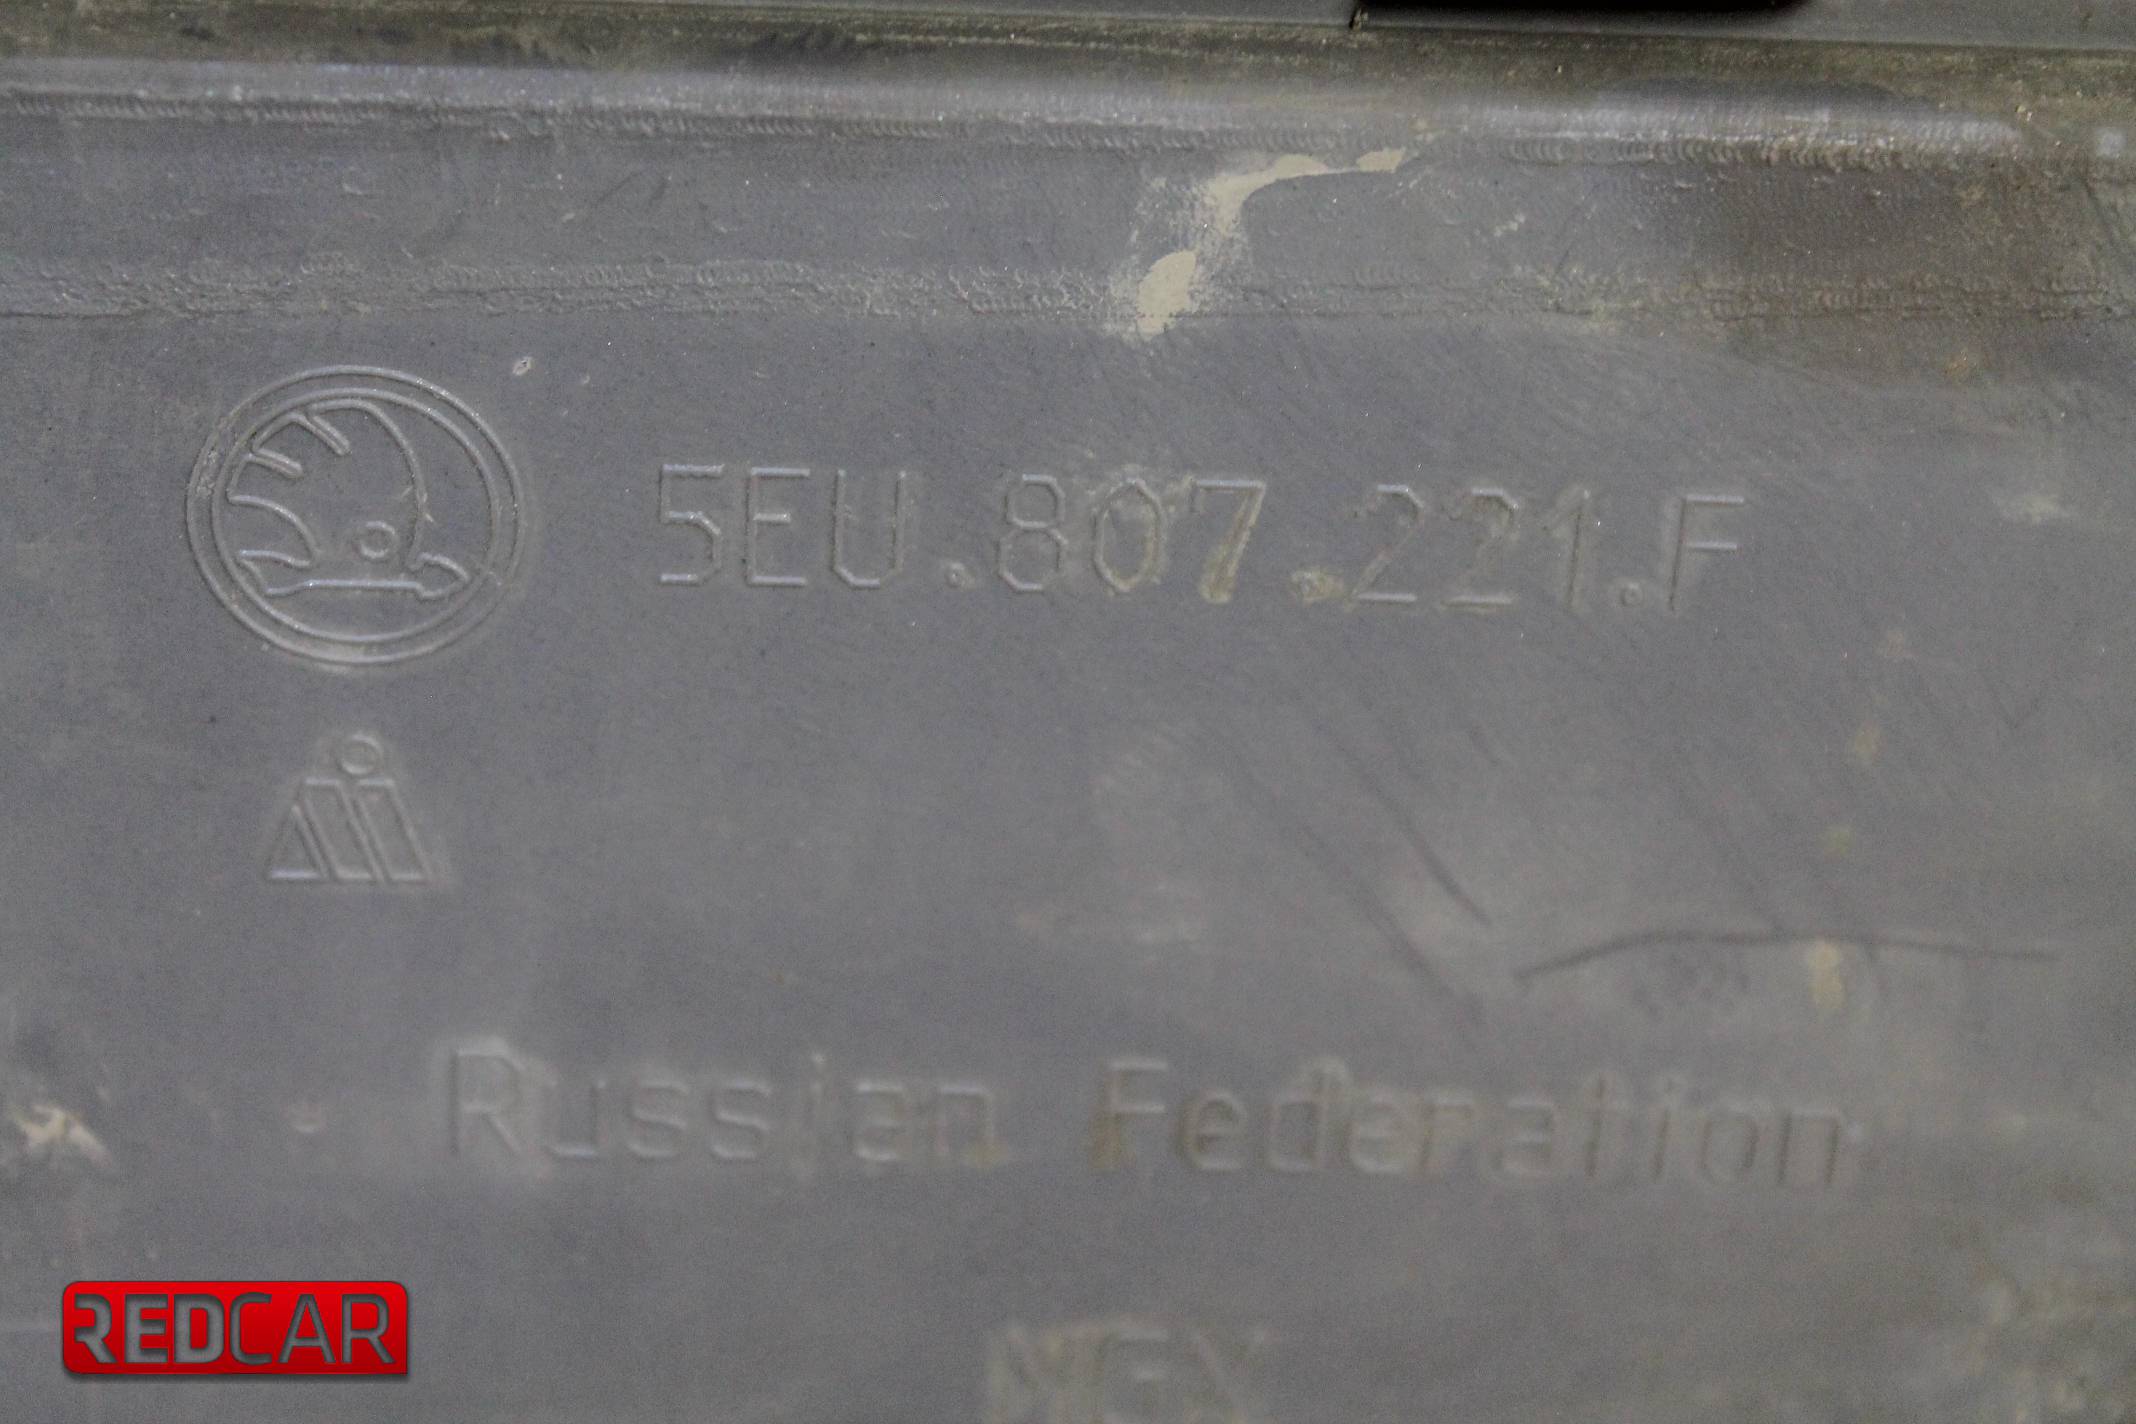 5EU.807.221.F
Russian Federation
REDCAR